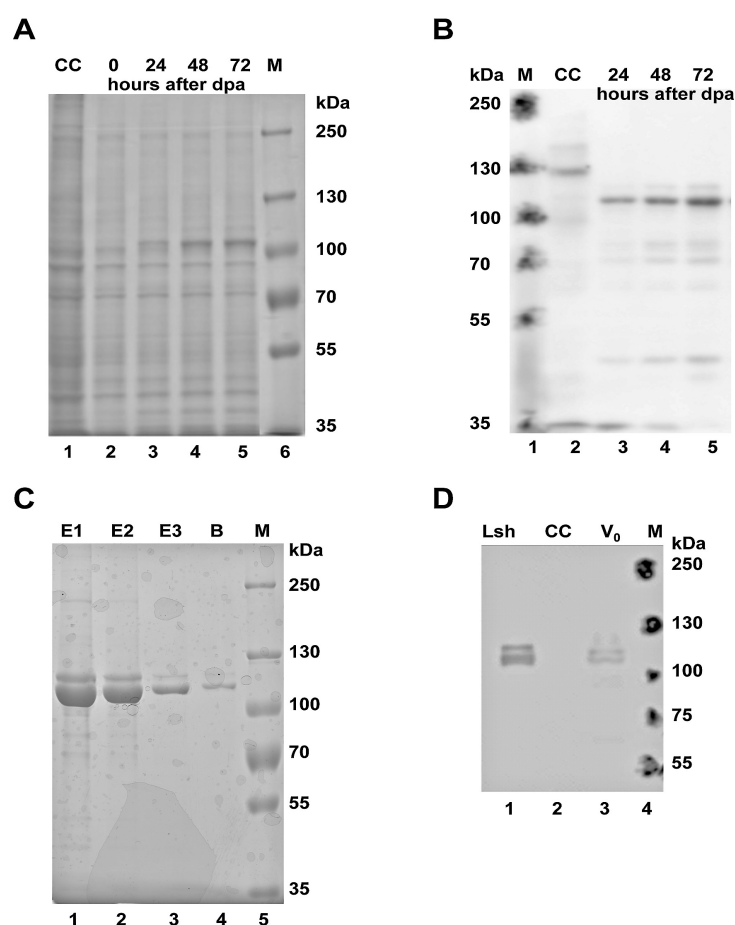 A
CC 0 24 48 72 M
hours after dpa
kDa
250
130
100
70
55
35
1 2 3 4 5 6
B
kDa M CC 24 48 72
hours after dpa
250
130
100
70
55
35
1 2 3 4 5
C
E1 E2 E3 B M
kDa
250
130
100
70
55
35
1 2 3 4 5
D
Lsh CC V₀ M
kDa
250
130
100
75
55
1 2 3 4